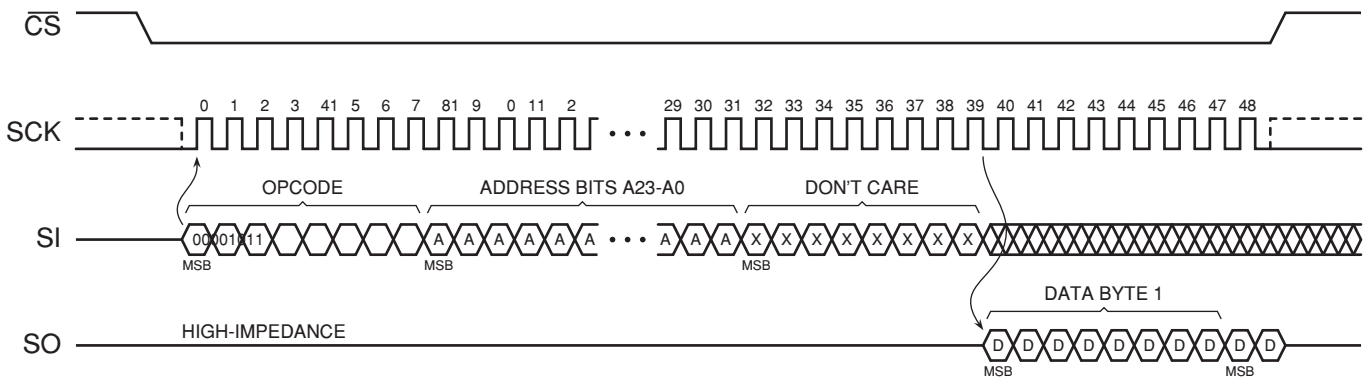 CS
0 1 2 3 41 5 6 7 81 9 0 11 2 29 30 31 32 33 34 35 36 37 38 39 40 41 42 43 44 45 46 47 48
SCK
OPCODE ADDRESS BITS A23-A0 DON'T CARE
SI 00001011 A A A A A A A A A X X X X X X X X
MSB MSB MSB
DATA BYTE 1
HIGH-IMPEDANCE
SO D D D D D D D D D D
MSB MSB